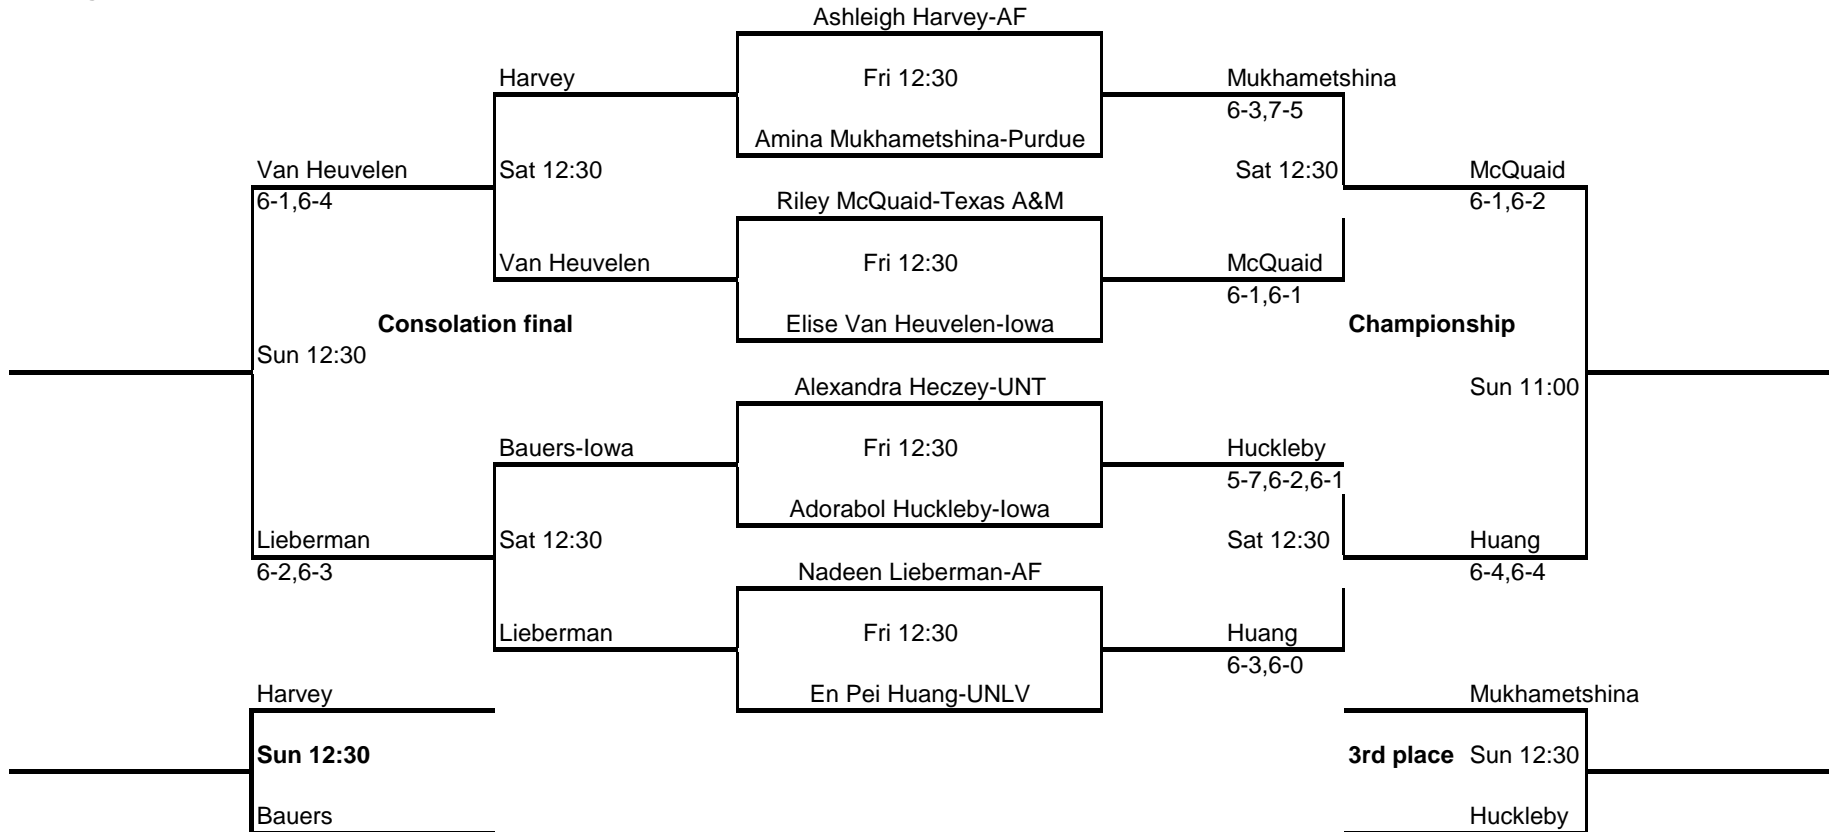 Ashleigh Harvey-AF
Harvey Fri 12:30 Mukhametshina
6-3,7-5
Amina Mukhametshina-Purdue
Van Heuvelen Sat 12:30 Sat 12:30 McQuaid
6-1,6-4 Riley McQuaid-Texas A&M 6-1,6-2
Van Heuvelen Fri 12:30 McQuaid
6-1,6-1
Consolation final Elise Van Heuvelen-Iowa Championship
Sun 12:30
Alexandra Heczey-UNT Sun 11:00
Bauers-Iowa Fri 12:30 Huckleby
5-7,6-2,6-1
Adorabol Huckleby-Iowa
Lieberman Sat 12:30 Sat 12:30 Huang
6-2,6-3 Nadeen Lieberman-AF 6-4,6-4
Lieberman Fri 12:30 Huang
6-3,6-0
Harvey En Pei Huang-UNLV Mukhametshina
Sun 12:30 3rd place Sun 12:30
Bauers Huckleby